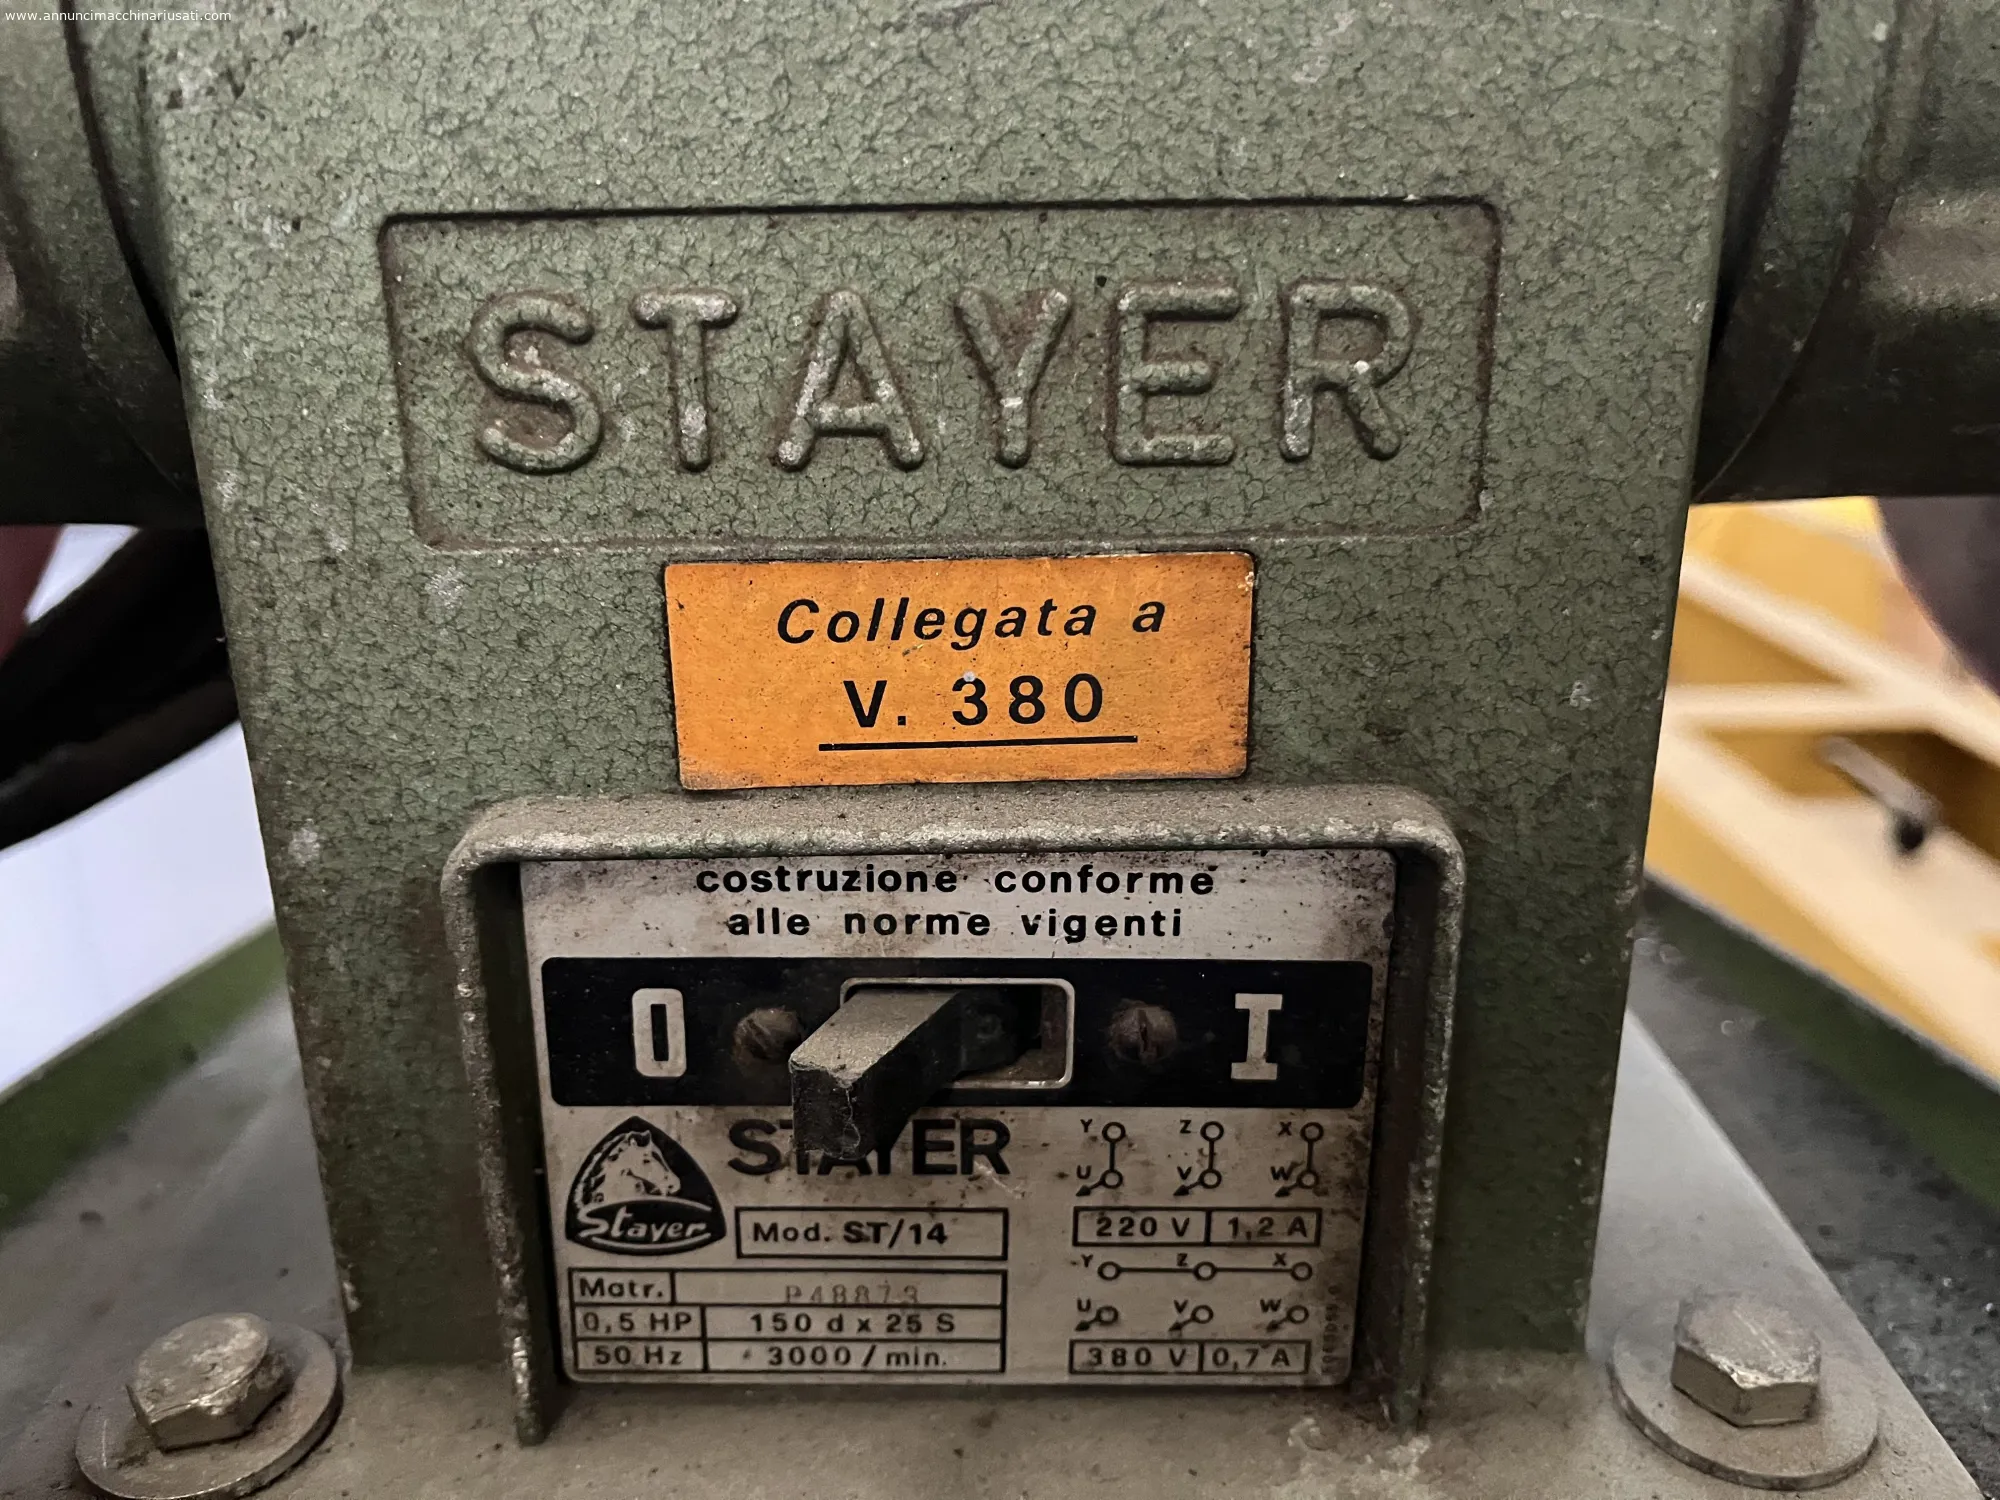 www.annuncimacchinariusati.com
STAYER
Collegata a
V. 380
costruzione conforme
alle norme vigenti
O I
STAYER
Stayer
Mod. ST/14
Matr. P48873
0,5 HP 150 d x 25 S
50 Hz 3000/min.
Y Z X
U V W
220 V 1,2 A
Y Z X
U V W
380 V 0,7 A